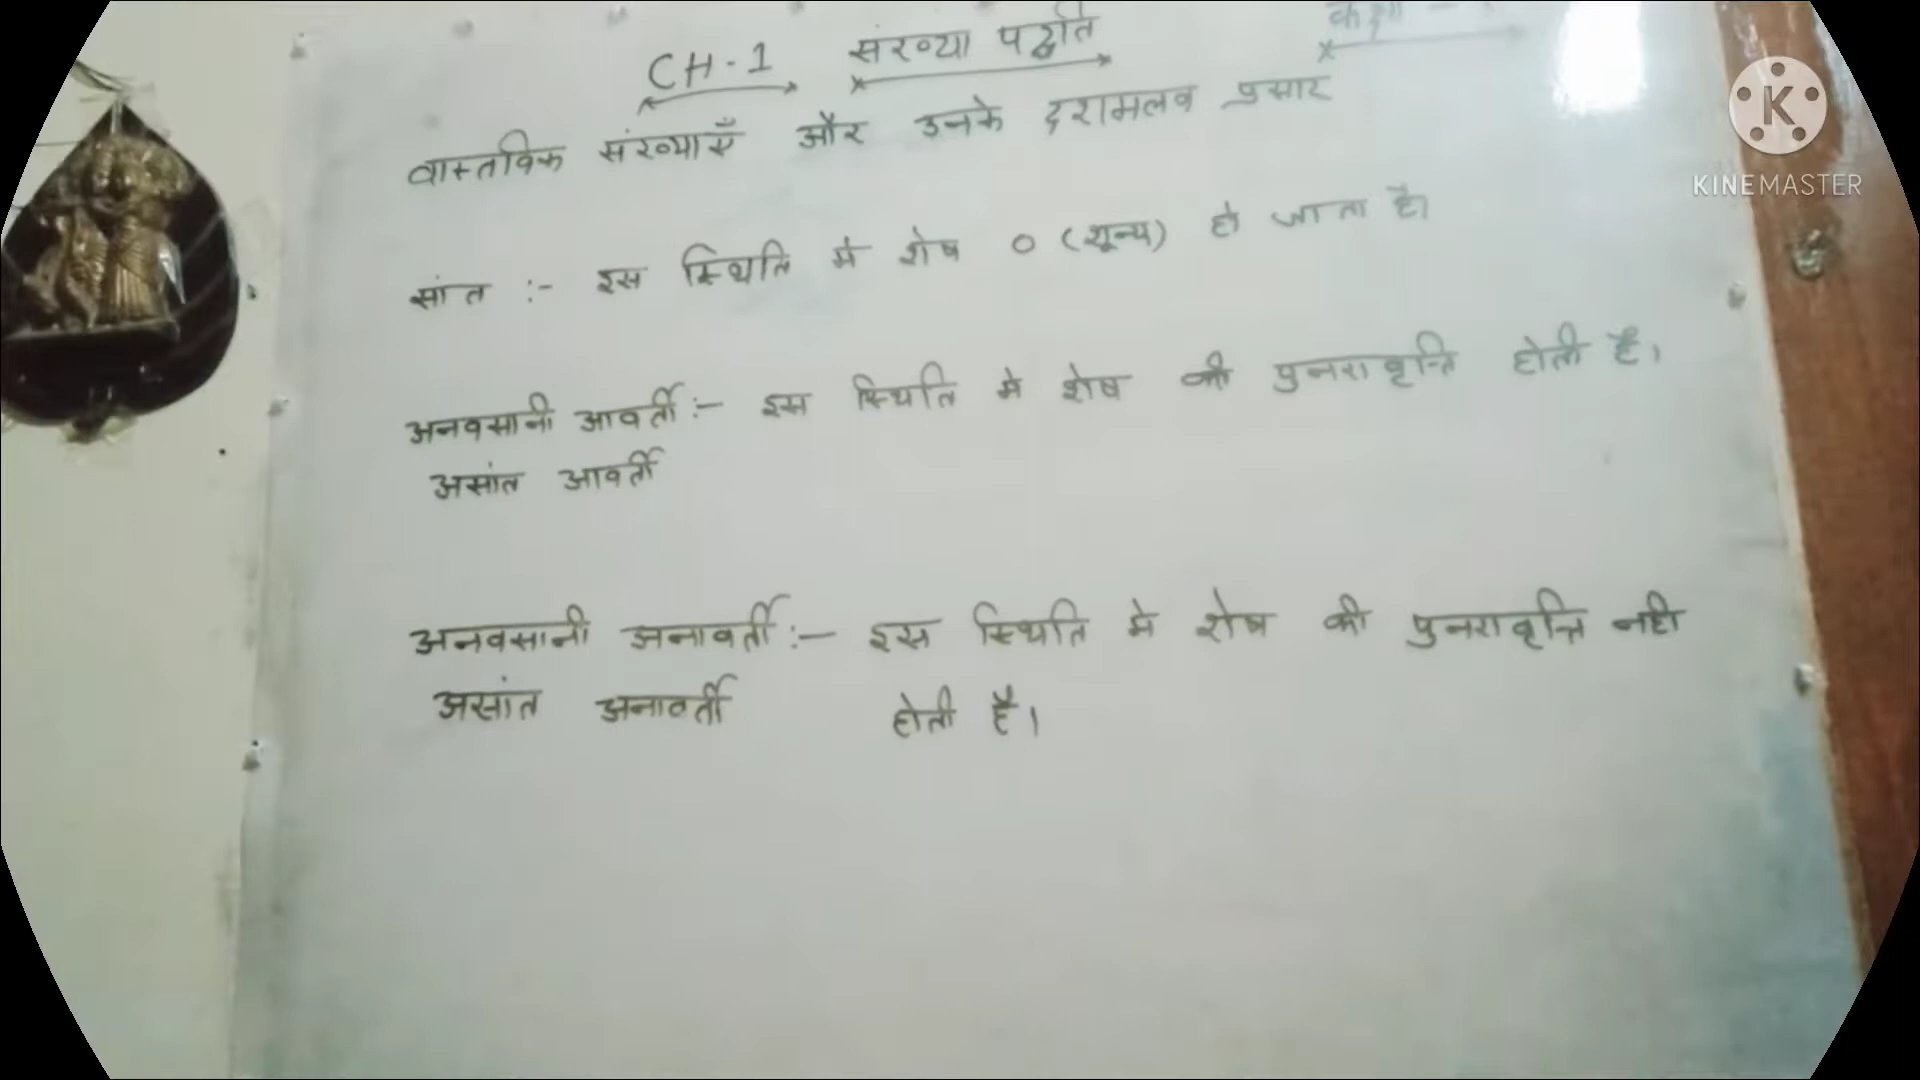 CH-1 संख्या पद्धति कक्षा -
KINEMASTER
वास्तविक संख्याएँ और उनके दशमलव प्रसार
सांत :- इस स्थिति मे शेष 0 (शून्य) हो जाता है।
अनवसानी आवर्ती :- इस स्थिति मे शेष की पुनरावृत्ति होती है।
असांत आवर्ती
अनवसानी अनावर्ती :- इस स्थिति मे शेष की पुनरावृत्ति नही
असांत अनावर्ती होती है।